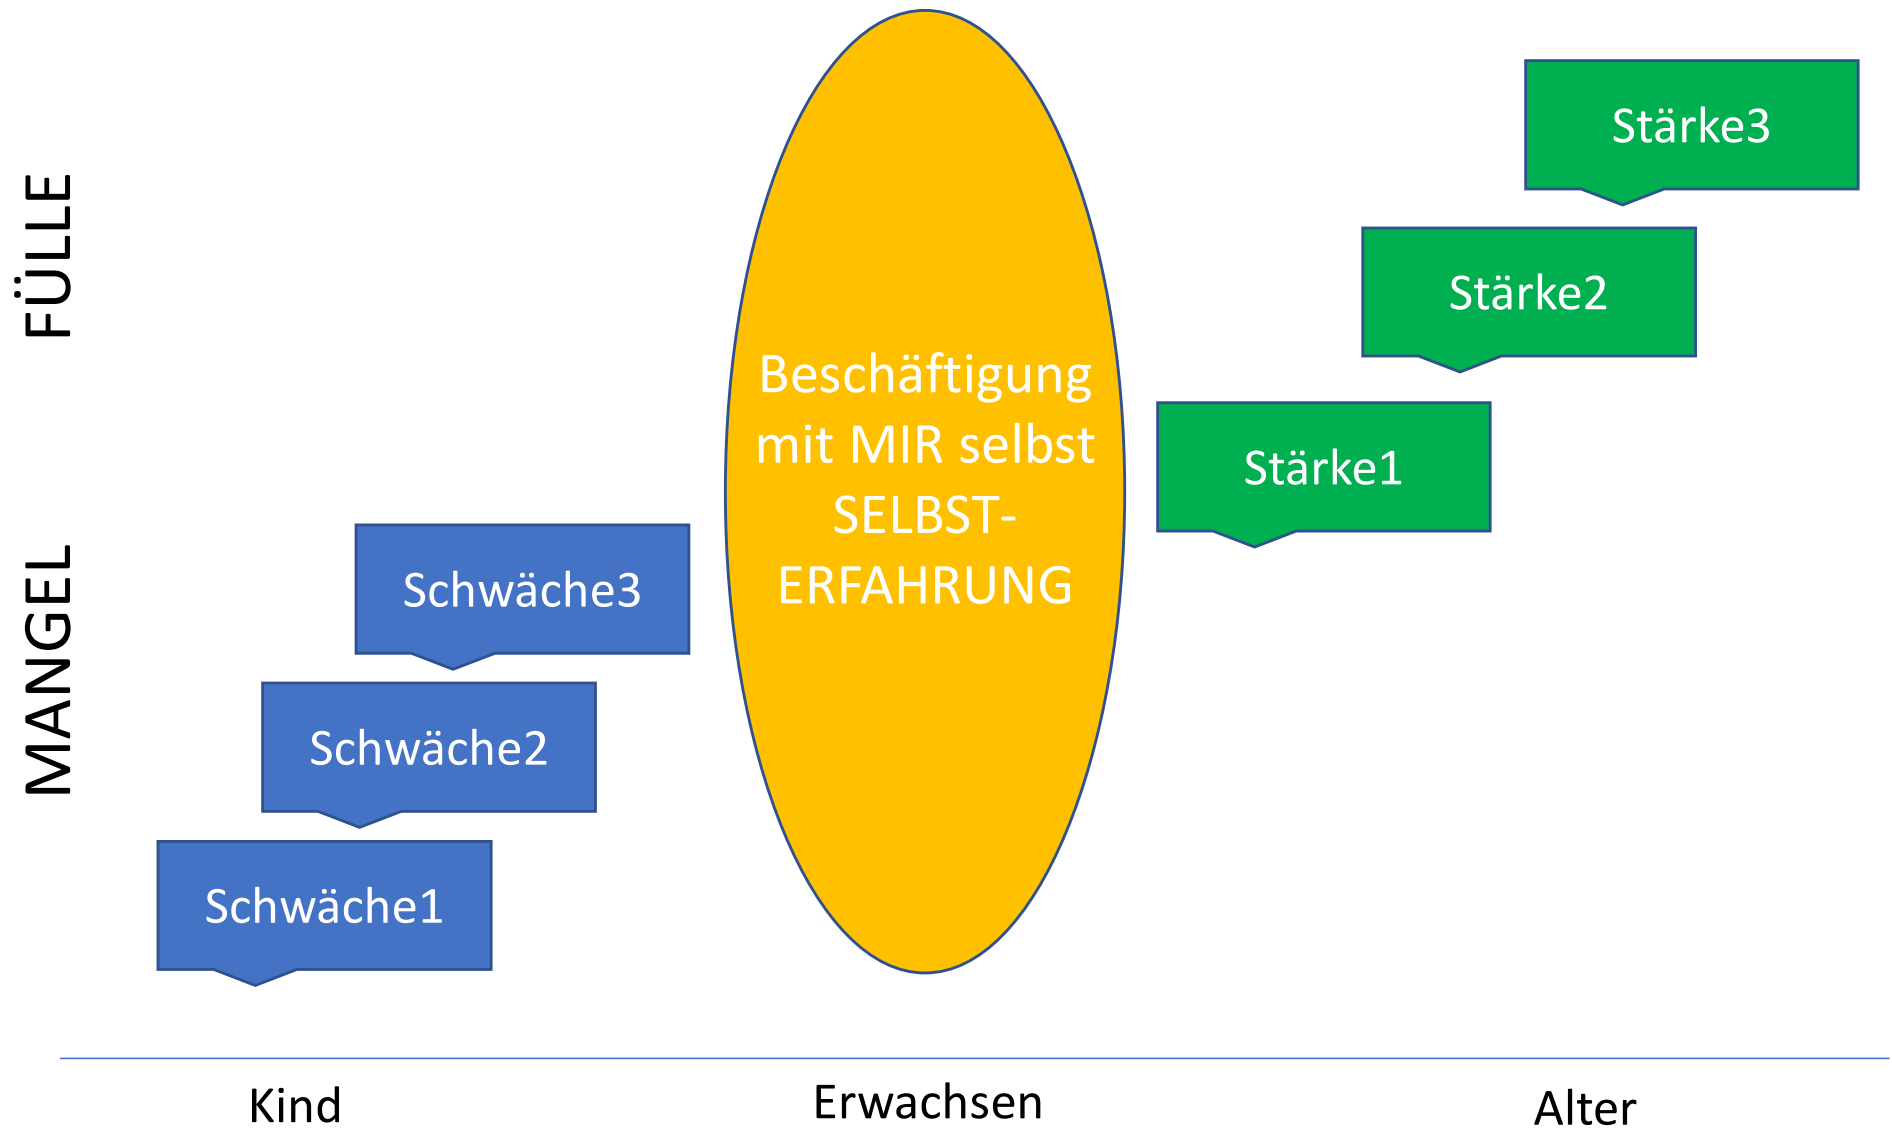 FÜLLE
MANGEL
Stärke3
Stärke2
Stärke1
Beschäftigung
mit MIR selbst
SELBST-
ERFAHRUNG
Schwäche3
Schwäche2
Schwäche1
Kind
Erwachsen
Alter